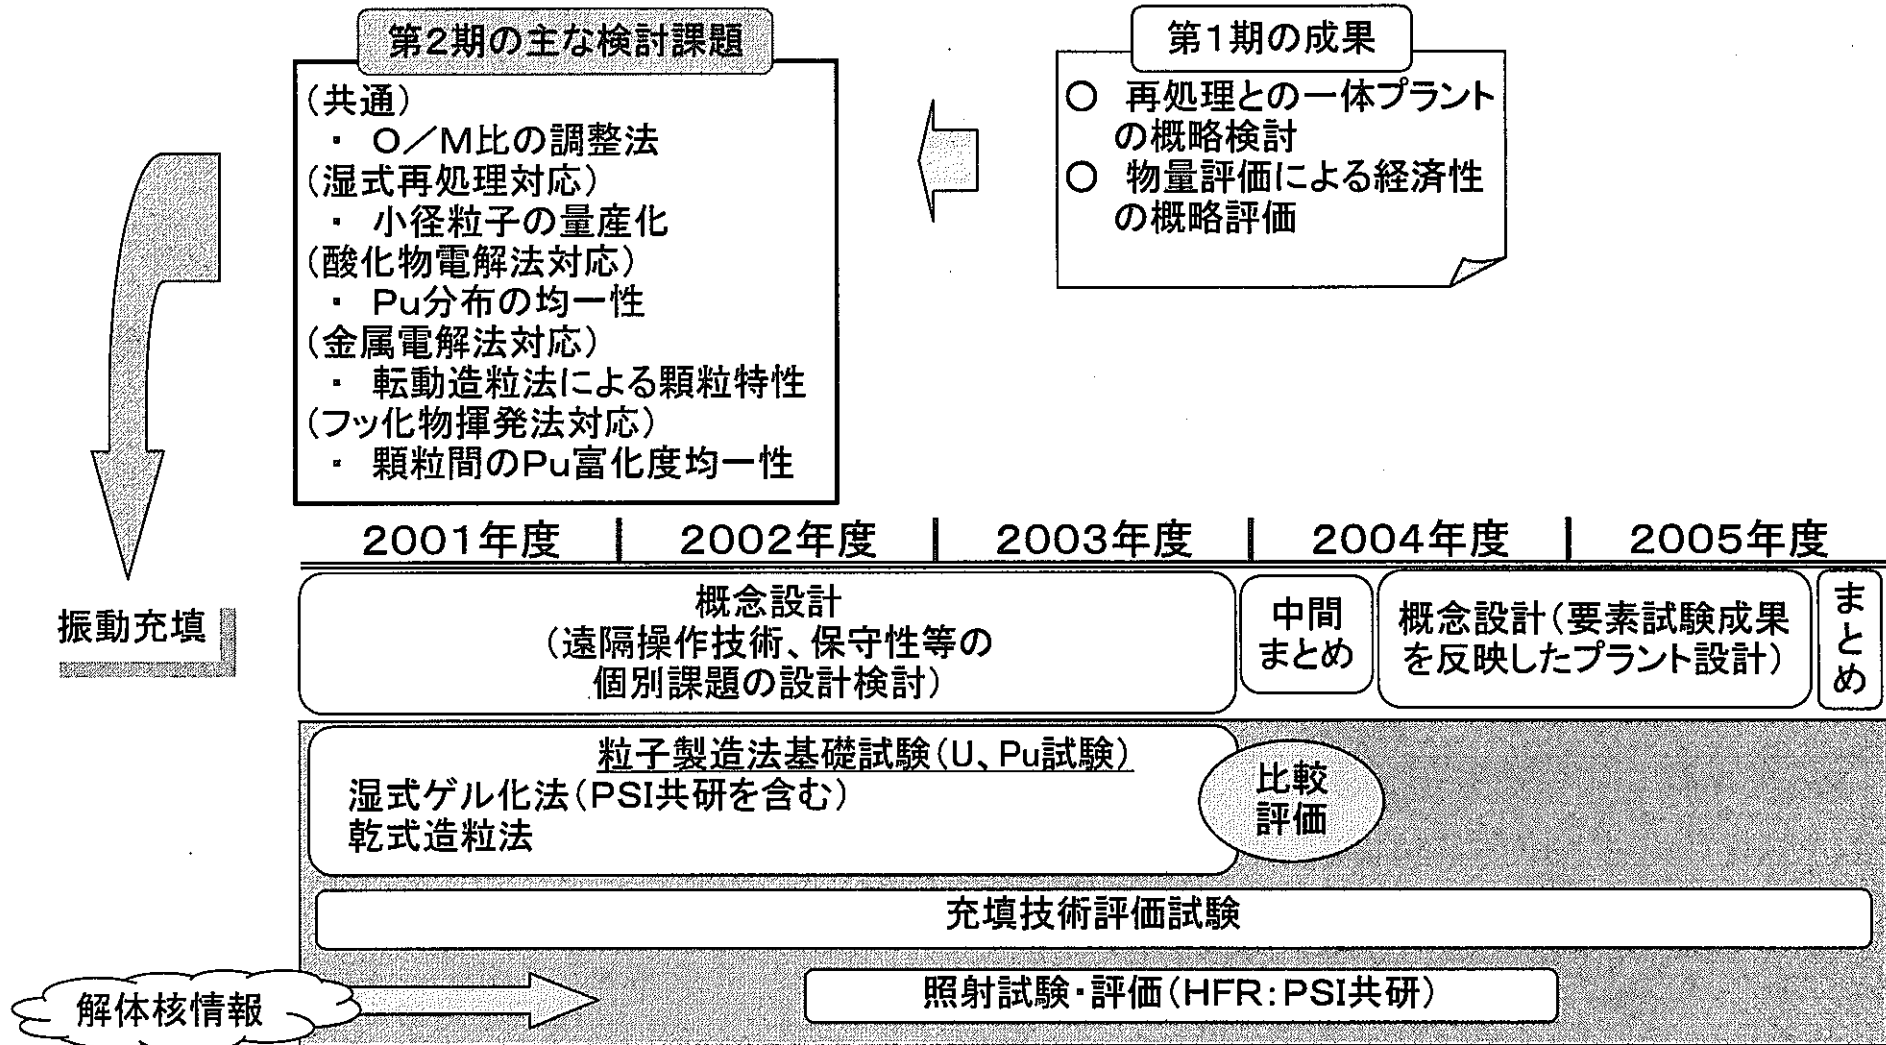 第2期の主な検討課題
(共通)
・ O／M比の調整法
(湿式再処理対応)
・ 小径粒子の量産化
(酸化物電解法対応)
・ Pu分布の均一性
(金属電解法対応)
・ 転動造粒法による顆粒特性
(フッ化物揮発法対応)
・ 顆粒間のPu富化度均一性
第1期の成果
○ 再処理との一体プラント
の概略検討
○ 物量評価による経済性
の概略評価
2001年度 2002年度 2003年度 2004年度 2005年度
振動充填
概念設計
(遠隔操作技術、保守性等の
個別課題の設計検討)
中間
まとめ
概念設計(要素試験成果
を反映したプラント設計)
まとめ
粒子製造法基礎試験(U、Pu試験)
湿式ゲル化法(PSI共研を含む)
乾式造粒法
比較
評価
充填技術評価試験
解体核情報
照射試験・評価(HFR:PSI共研)